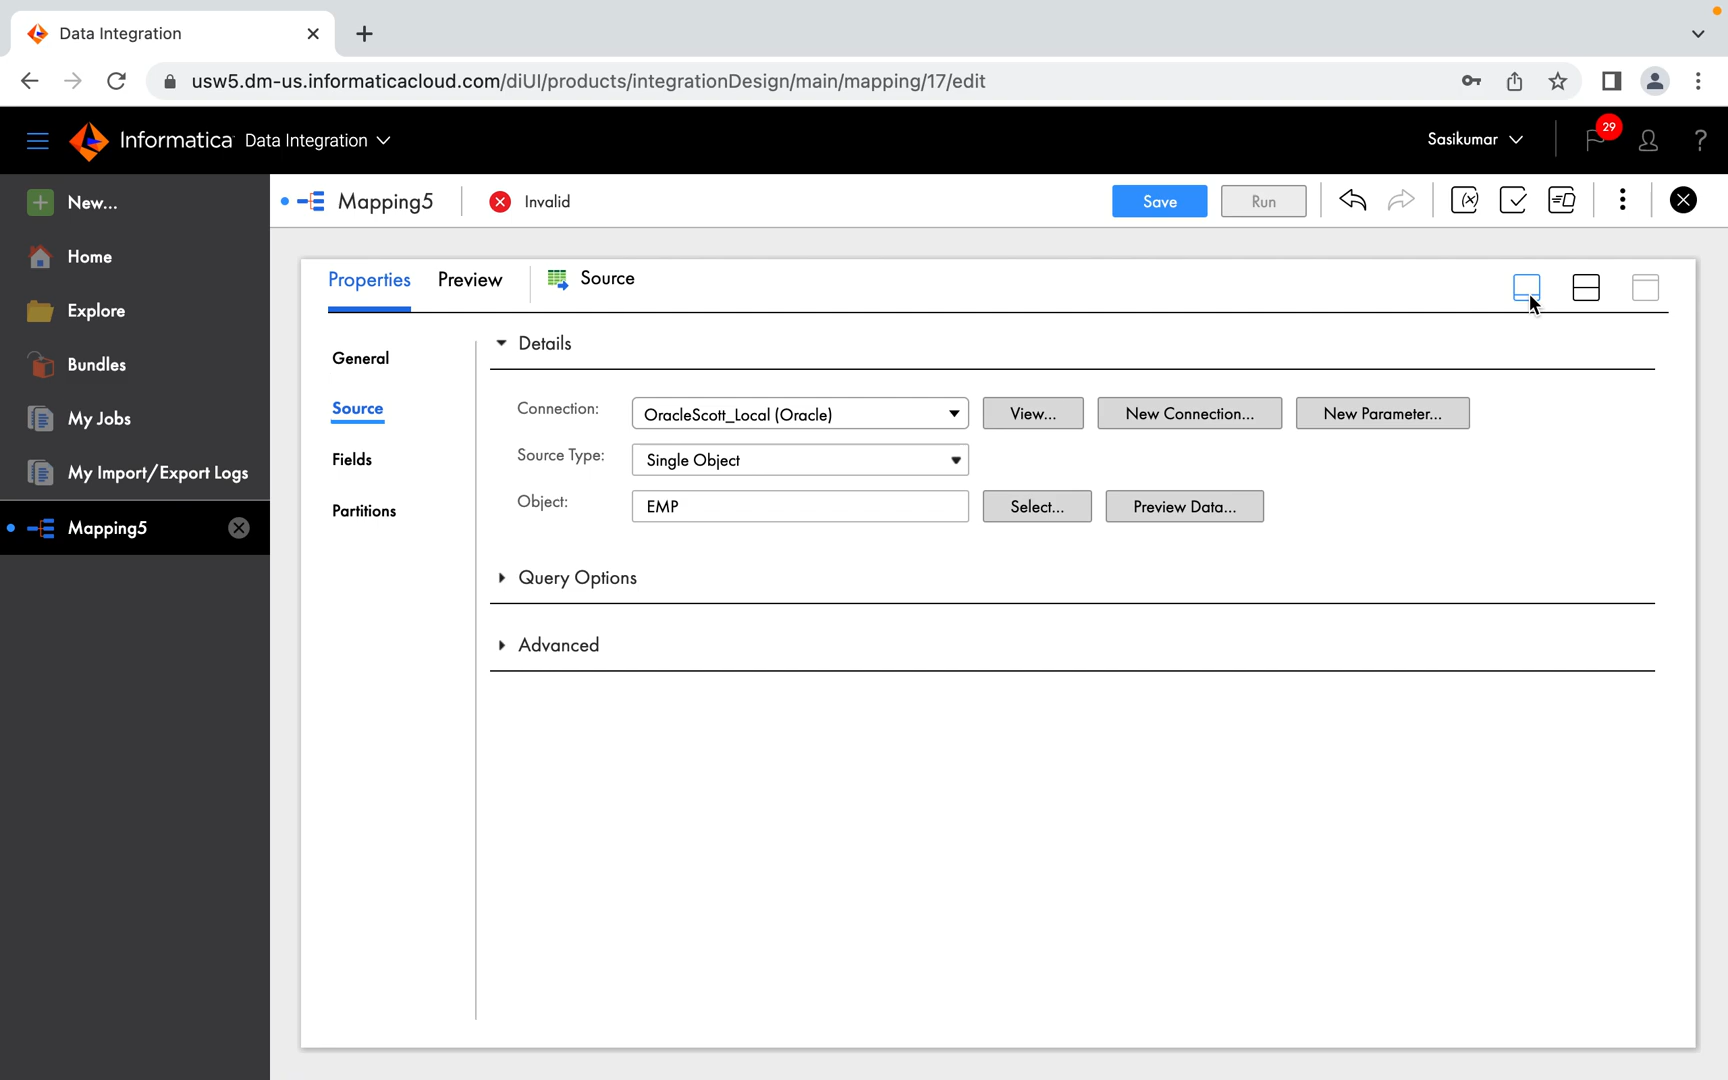 Data Integration
usw5.dm-us.informaticacloud.com/diUI/products/integrationDesign/main/mapping/17/edit
Informatica Data Integration
Sasikumar
29
?
New...
Home
Explore
Bundles
My Jobs
My Import/Export Logs
Mapping5
Mapping5
Invalid
Save
Run
Properties
Preview
Source
General
Source
Fields
Partitions
Details
Connection: OracleScott_Local (Oracle) View... New Connection... New Parameter...
Source Type: Single Object
Object: EMP Select... Preview Data...
Query Options
Advanced